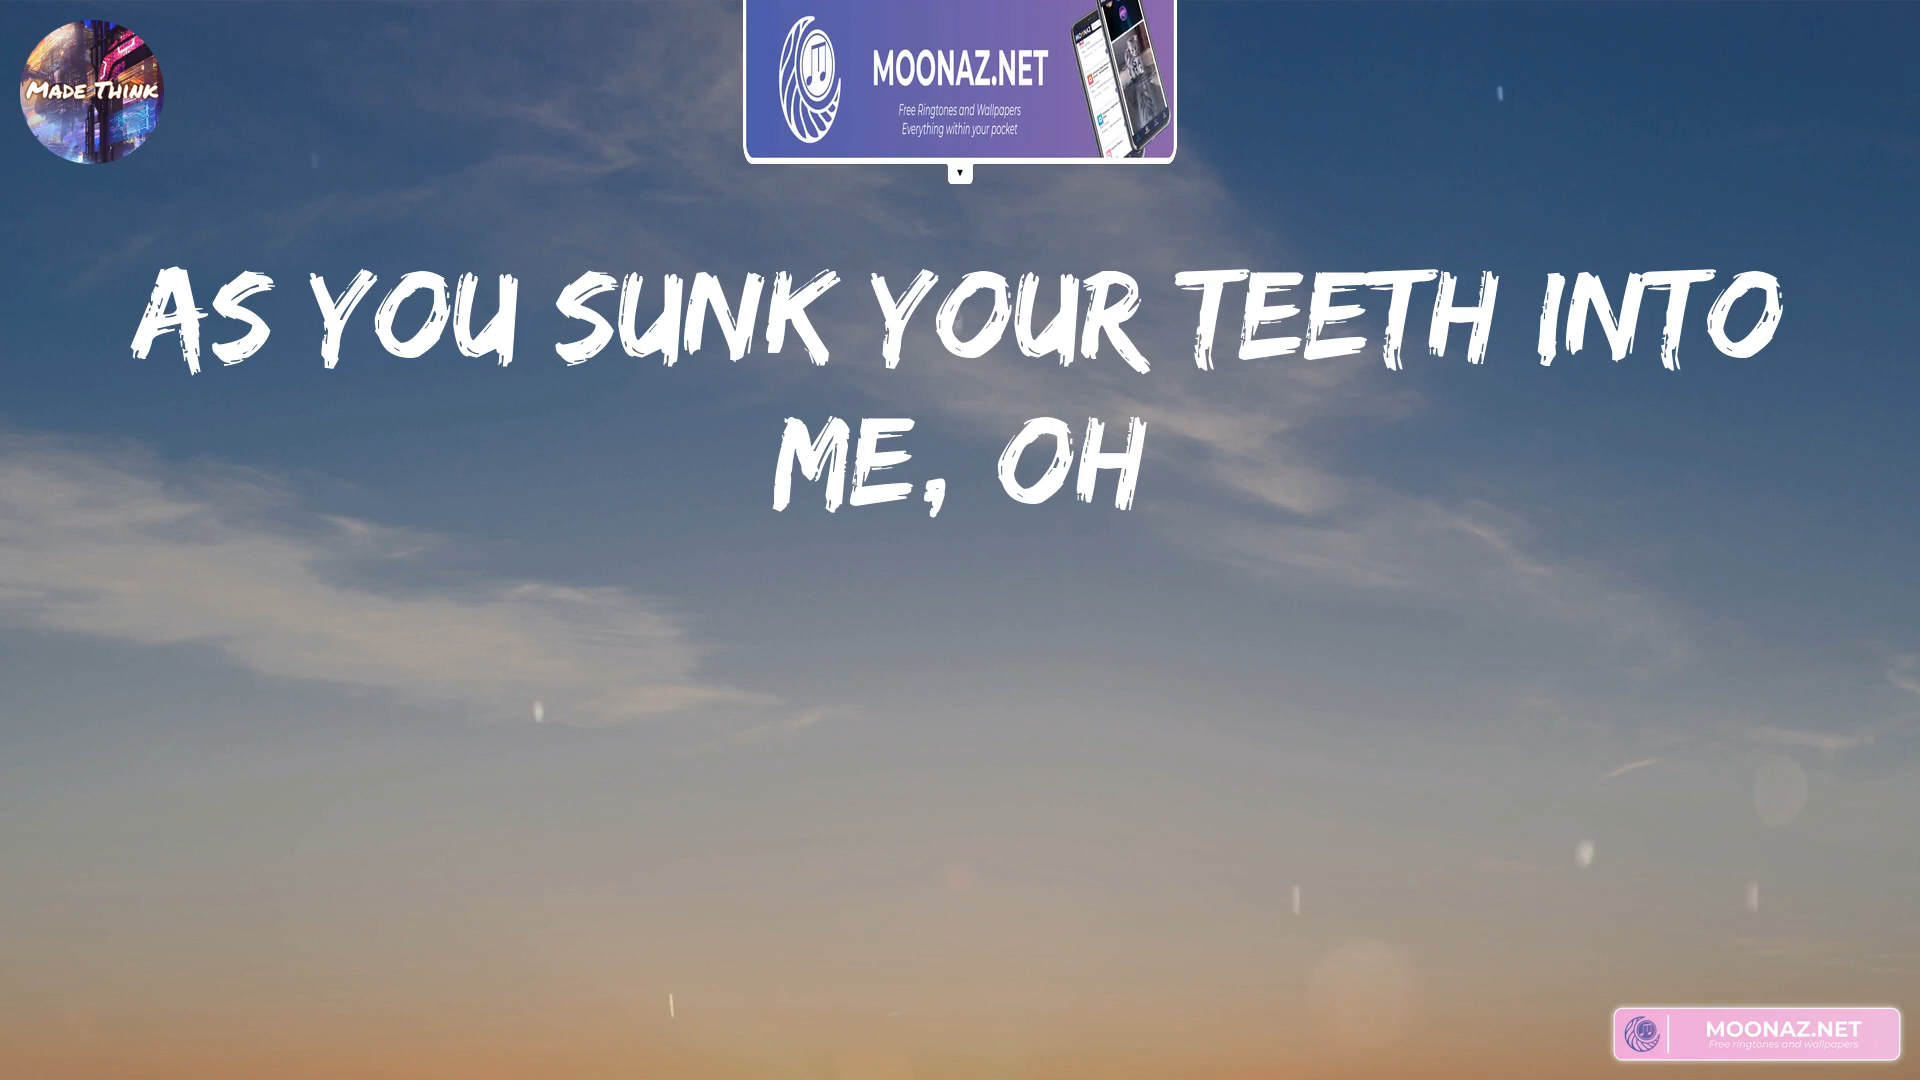 MADE THINK
MOONAZ.NET
Free Ringtones and Wallpapers
Everything within your pocket
AS YOU SUNK YOUR TEETH INTO
ME, OH
MOONAZ.NET
Free ringtones and wallpapers